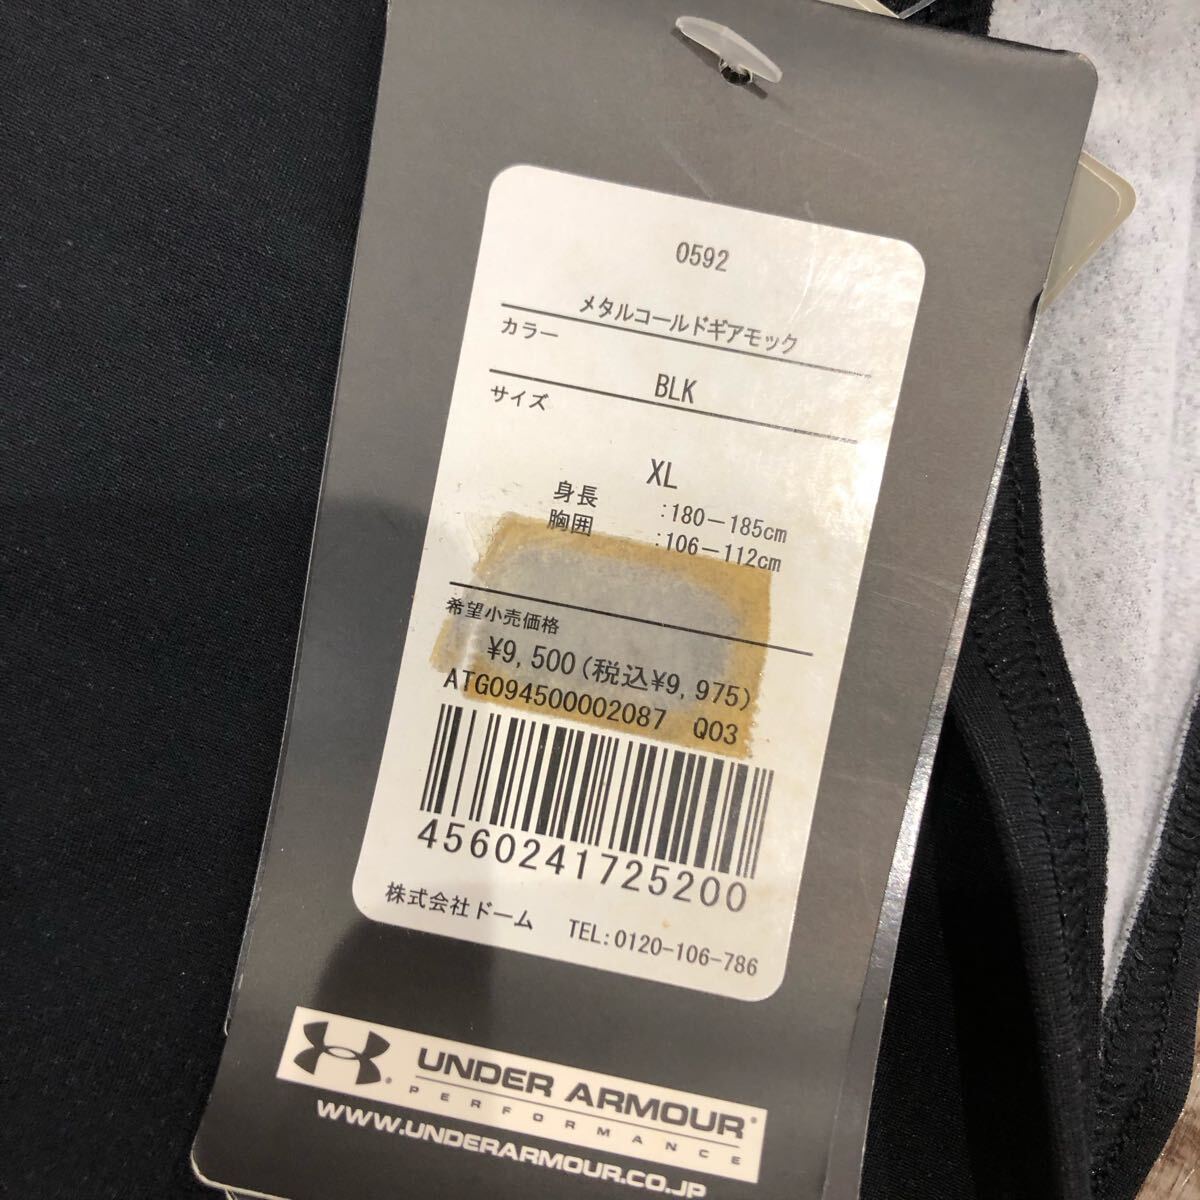 0592
メタルコールドギアモック
カラー
BLK
サイズ
XL
身長 :180-185cm
胸囲 :106-112cm
希望小売価格
¥9,500(税込¥9,975)
ATG094500002087 Q03
4560241725200
株式会社ドーム TEL:0120-106-786
UNDER ARMOUR®
PERFORMANCE
WWW.UNDERARMOUR.CO.JP